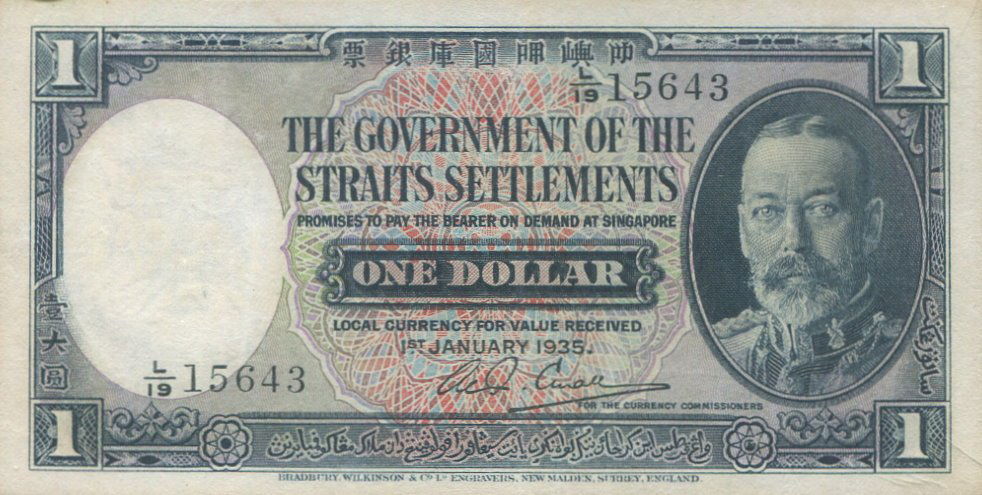 1
票銀庫國呷嶼叻
1
L/19 15643
THE GOVERNMENT OF THE
STRAITS SETTLEMENTS
PROMISES TO PAY THE BEARER ON DEMAND AT SINGAPORE
ONE DOLLAR
LOCAL CURRENCY FOR VALUE RECEIVED
1ST JANUARY 1935.
壹大圓
L/19 15643
FOR THE CURRENCY COMMISSIONERS
1
1
BRADBURY, WILKINSON & Co Ld ENGRAVERS, NEW MALDEN, SURREY, ENGLAND.